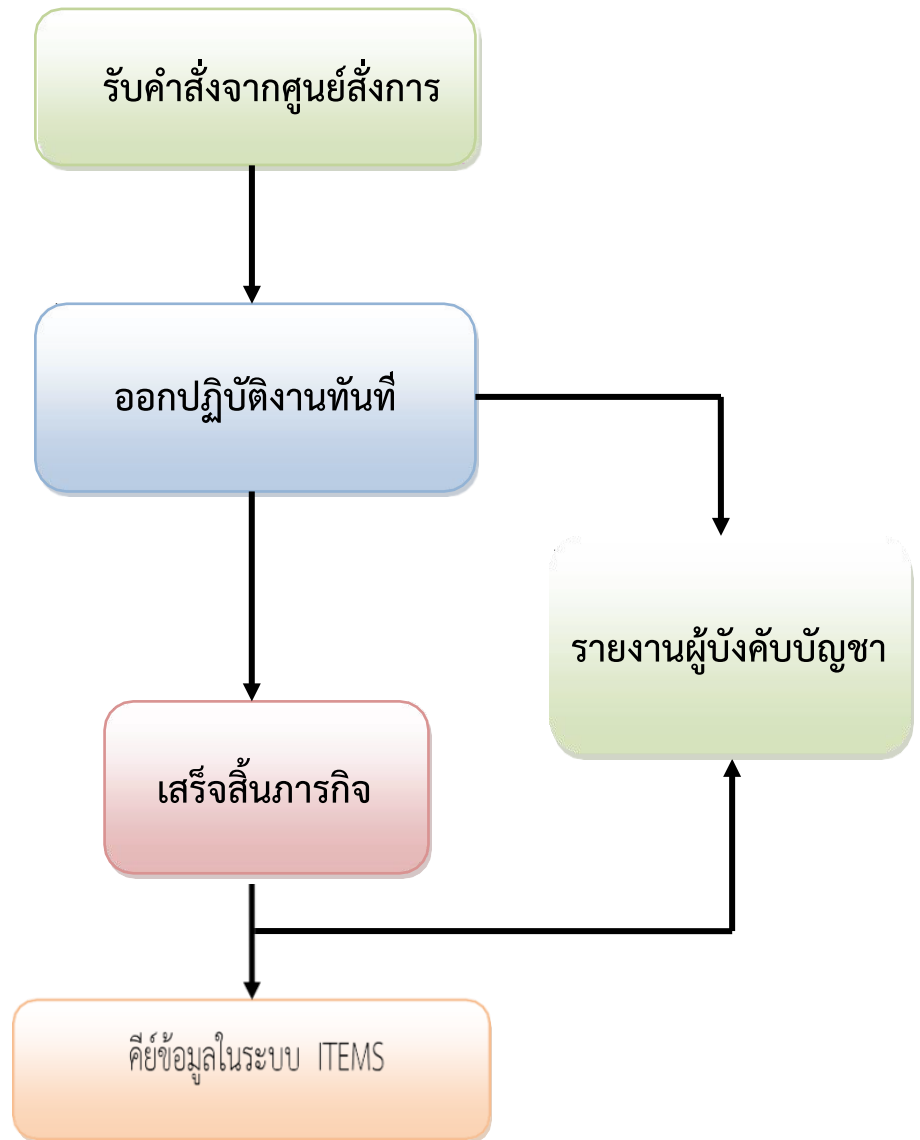 รับคำสั่งจากศูนย์สั่งการ
ออกปฏิบัติงานทันที
รายงานผู้บังคับบัญชา
เสร็จสิ้นภารกิจ
คีย์ข้อมูลในระบบ ITEMS